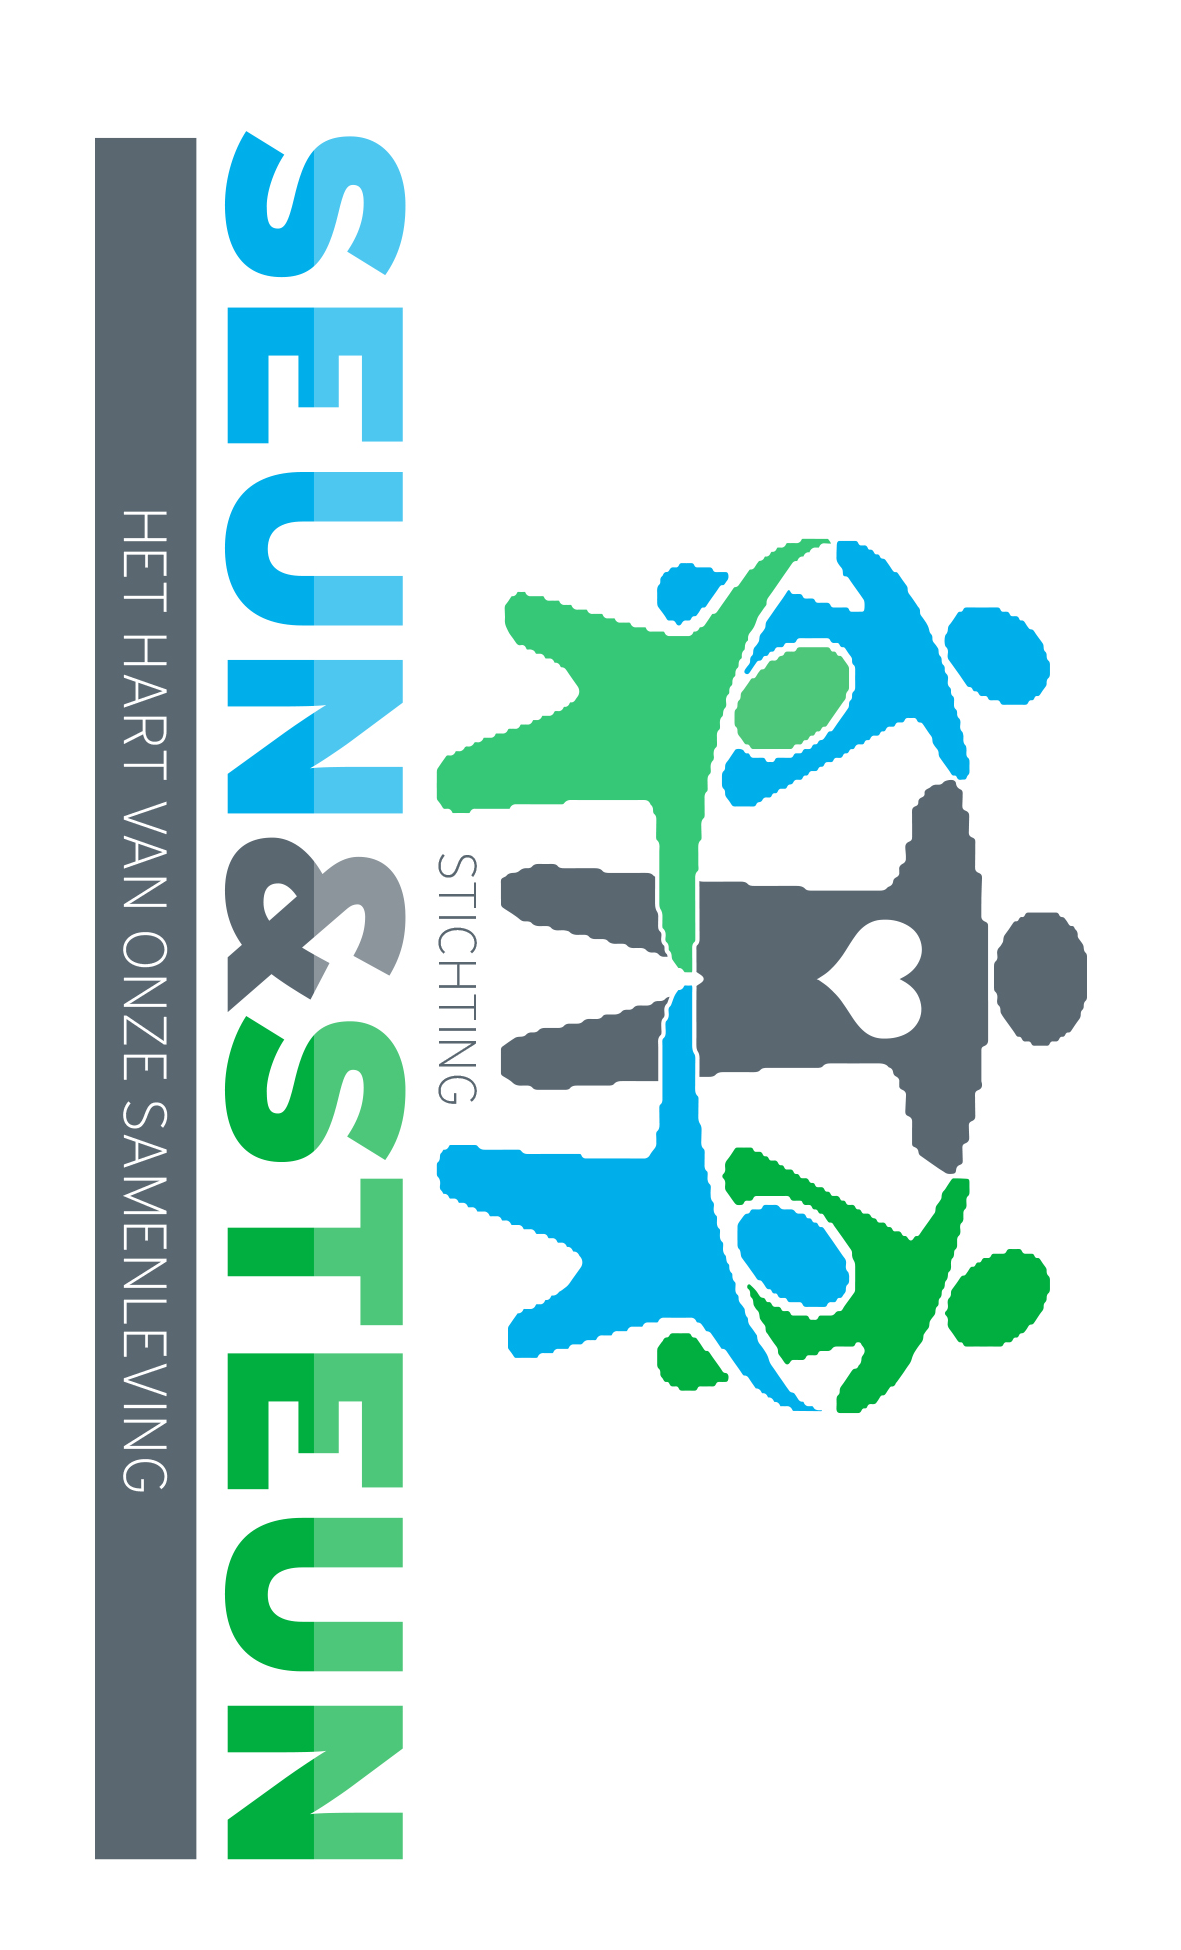 STICHTING
SEUN&STEUN
HET HART VAN ONZE SAMENLEVING